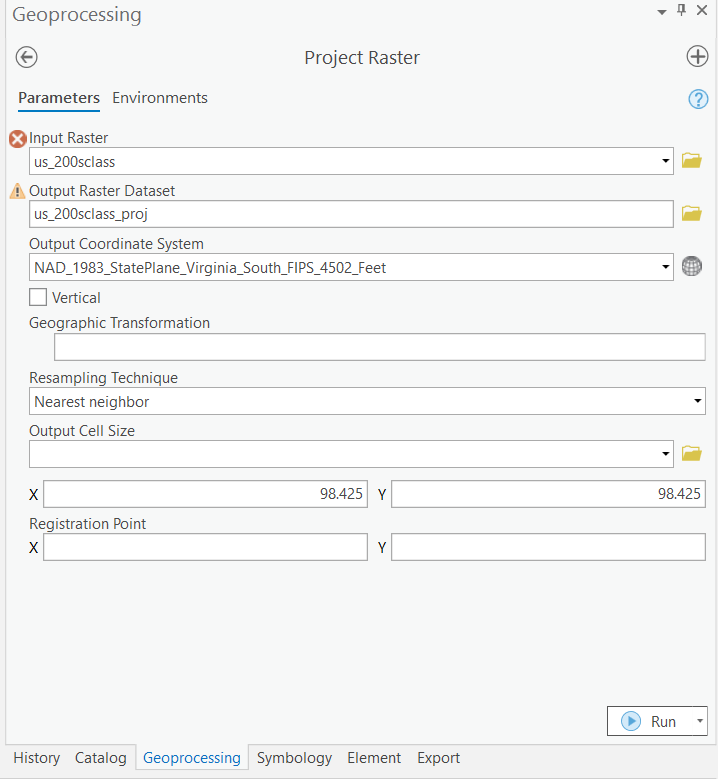 Geoprocessing
Project Raster
Parameters Environments
Input Raster
us_200sclass
Output Raster Dataset
us_200sclass_proj
Output Coordinate System
NAD_1983_StatePlane_Virginia_South_FIPS_4502_Feet
Vertical
Geographic Transformation
Resampling Technique
Nearest neighbor
Output Cell Size
X 98.425 Y 98.425
Registration Point
X Y
Run
History Catalog Geoprocessing Symbology Element Export